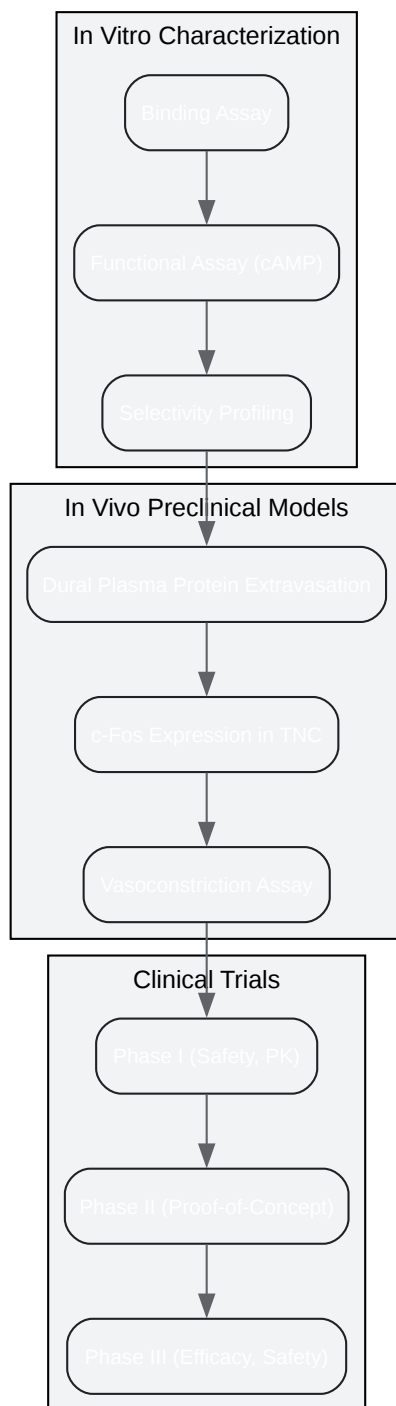 In Vitro Characterization
Binding Assay
Functional Assay (cAMP)
Selectivity Profiling
In Vivo Preclinical Models
Dural Plasma Protein Extravasation
c-Fos Expression in TNC
Vasoconstriction Assay
Clinical Trials
Phase I (Safety, PK)
Phase II (Proof-of-Concept)
Phase III (Efficacy, Safety)